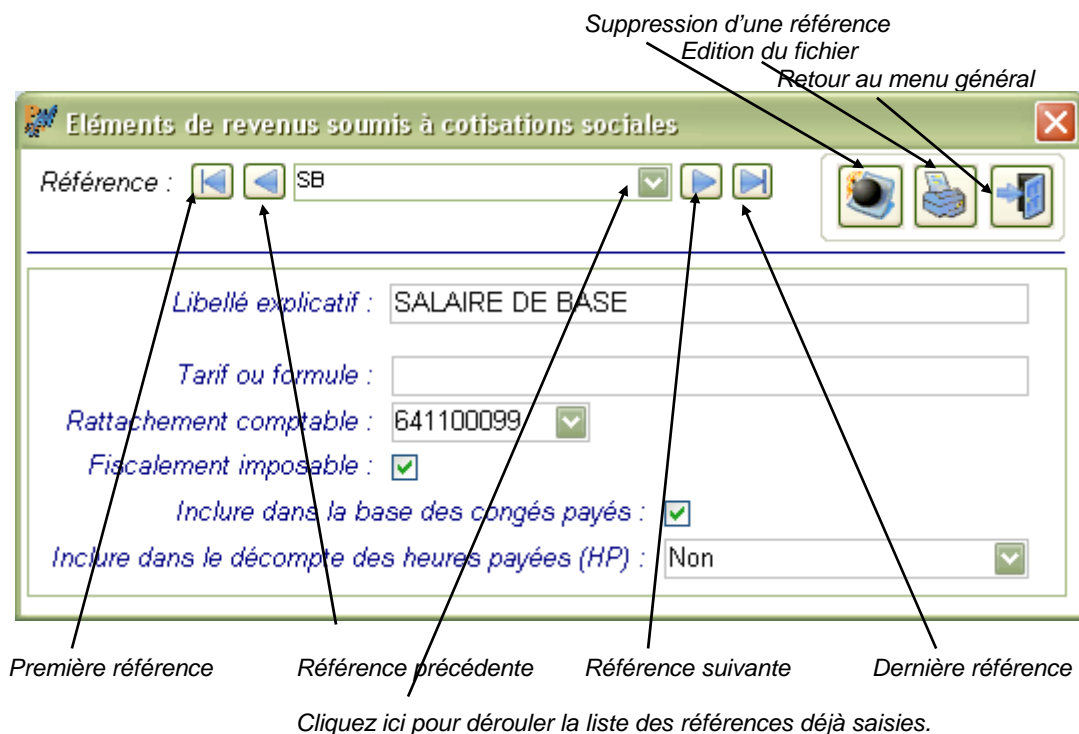 Suppression d'une référence
Edition du fichier
Retour au menu général
Eléments de revenus soumis à cotisations sociales
Référence : SB
Libellé explicatif : SALAIRE DE BASE
Tarif ou formule :
Rattachement comptable : 641100099
Fiscalement imposable :
Inclure dans la base des congés payés :
Inclure dans le décompte des heures payées (HP) : Non
Première référence Référence précédente Référence suivante Dernière référence
Cliquez ici pour dérouler la liste des références déjà saisies.